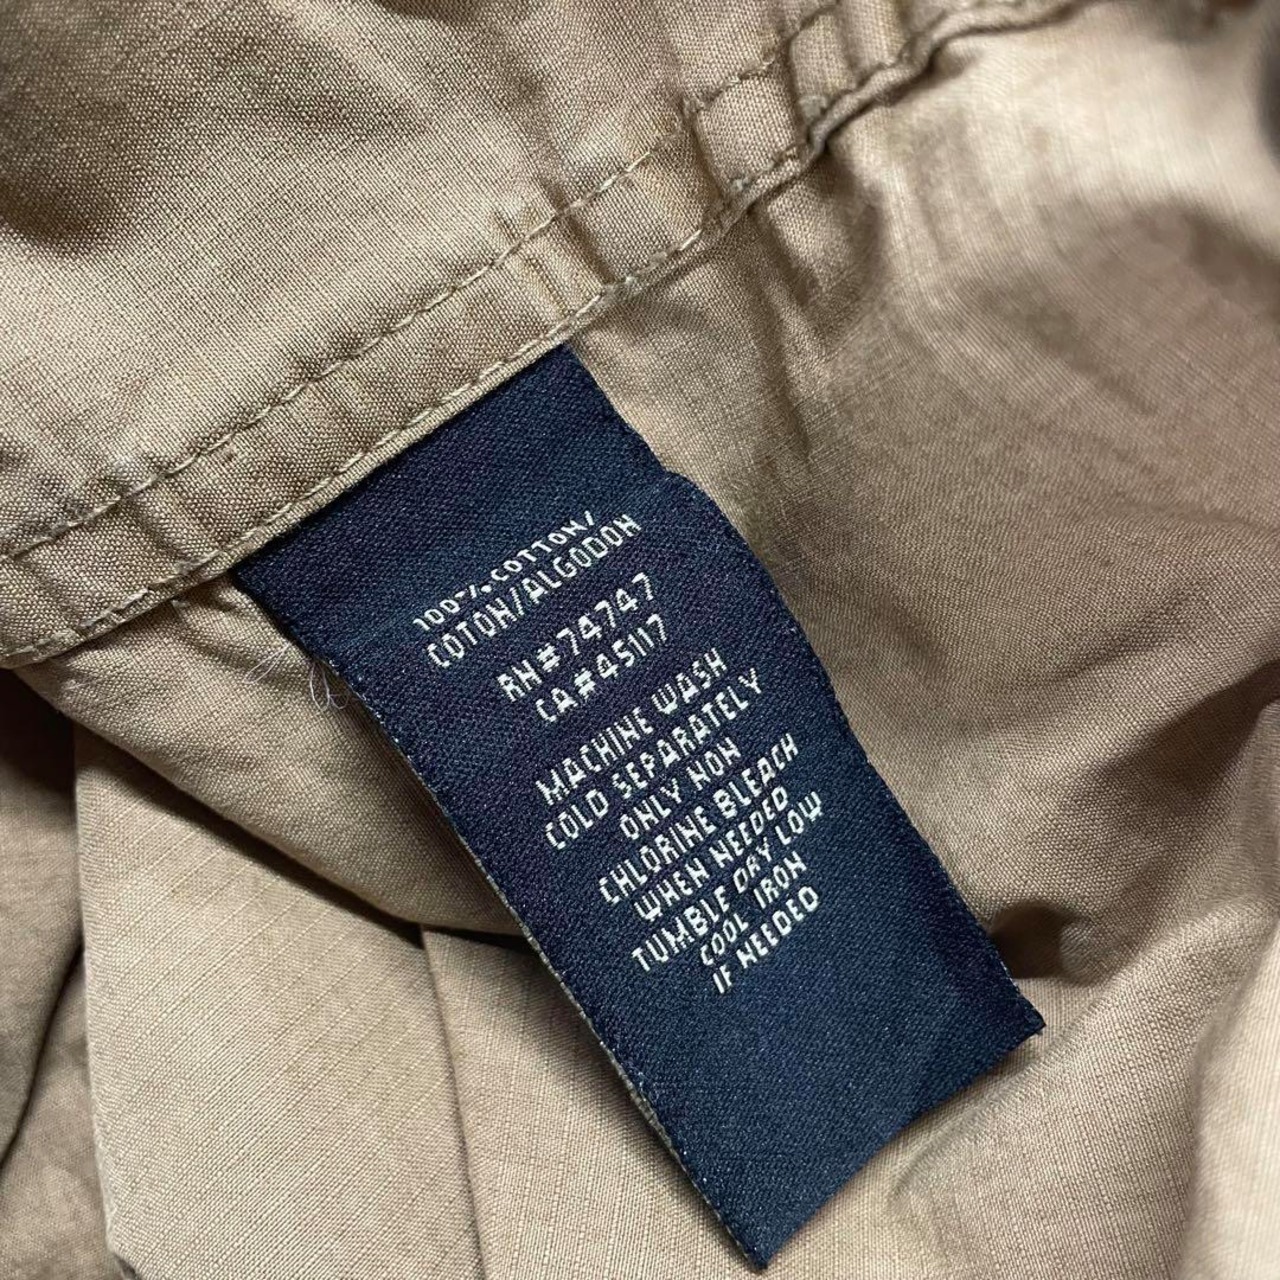 100% COTTON/
COTON/ALGODON
RN#74747
CA#45117
MACHINE WASH
COLD SEPARATELY
ONLY NON
CHLORINE BLEACH
WHEN NEEDED
TUMBLE DRY LOW
COOL IRON
IF NEEDED